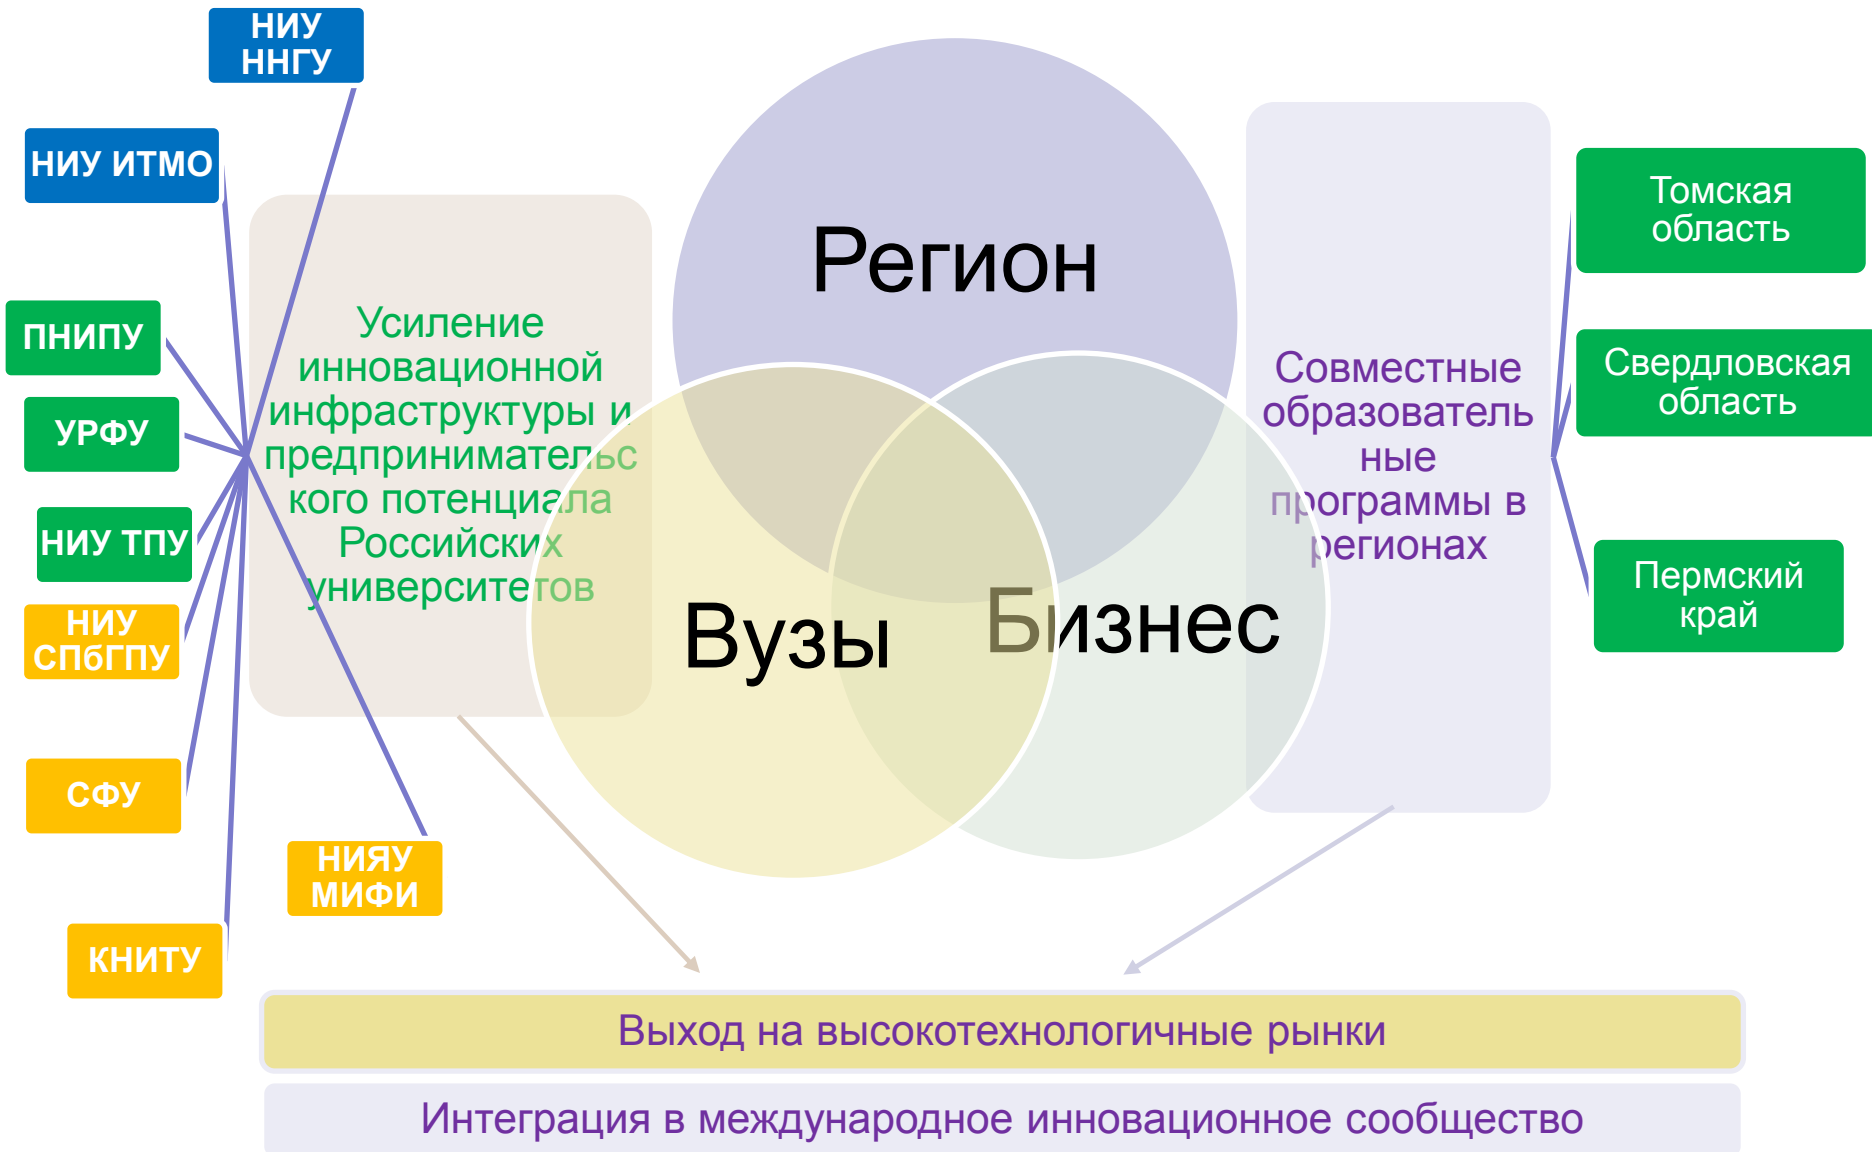 НИУ
ННГУ
НИУ ИТМО
ПНИПУ
УРФУ
НИУ ТПУ
НИУ
СПбГПУ
СФУ
КНИТУ
НИЯУ
МИФИ
Усиление
инновационной
инфраструктуры и
предпринимательс
кого потенциала
Российских
университетов
Регион
Вузы
Бизнес
Совместные
образователь
ные
программы в
регионах
Томская
область
Свердловская
область
Пермский
край
Выход на высокотехнологичные рынки
Интеграция в международное инновационное сообщество